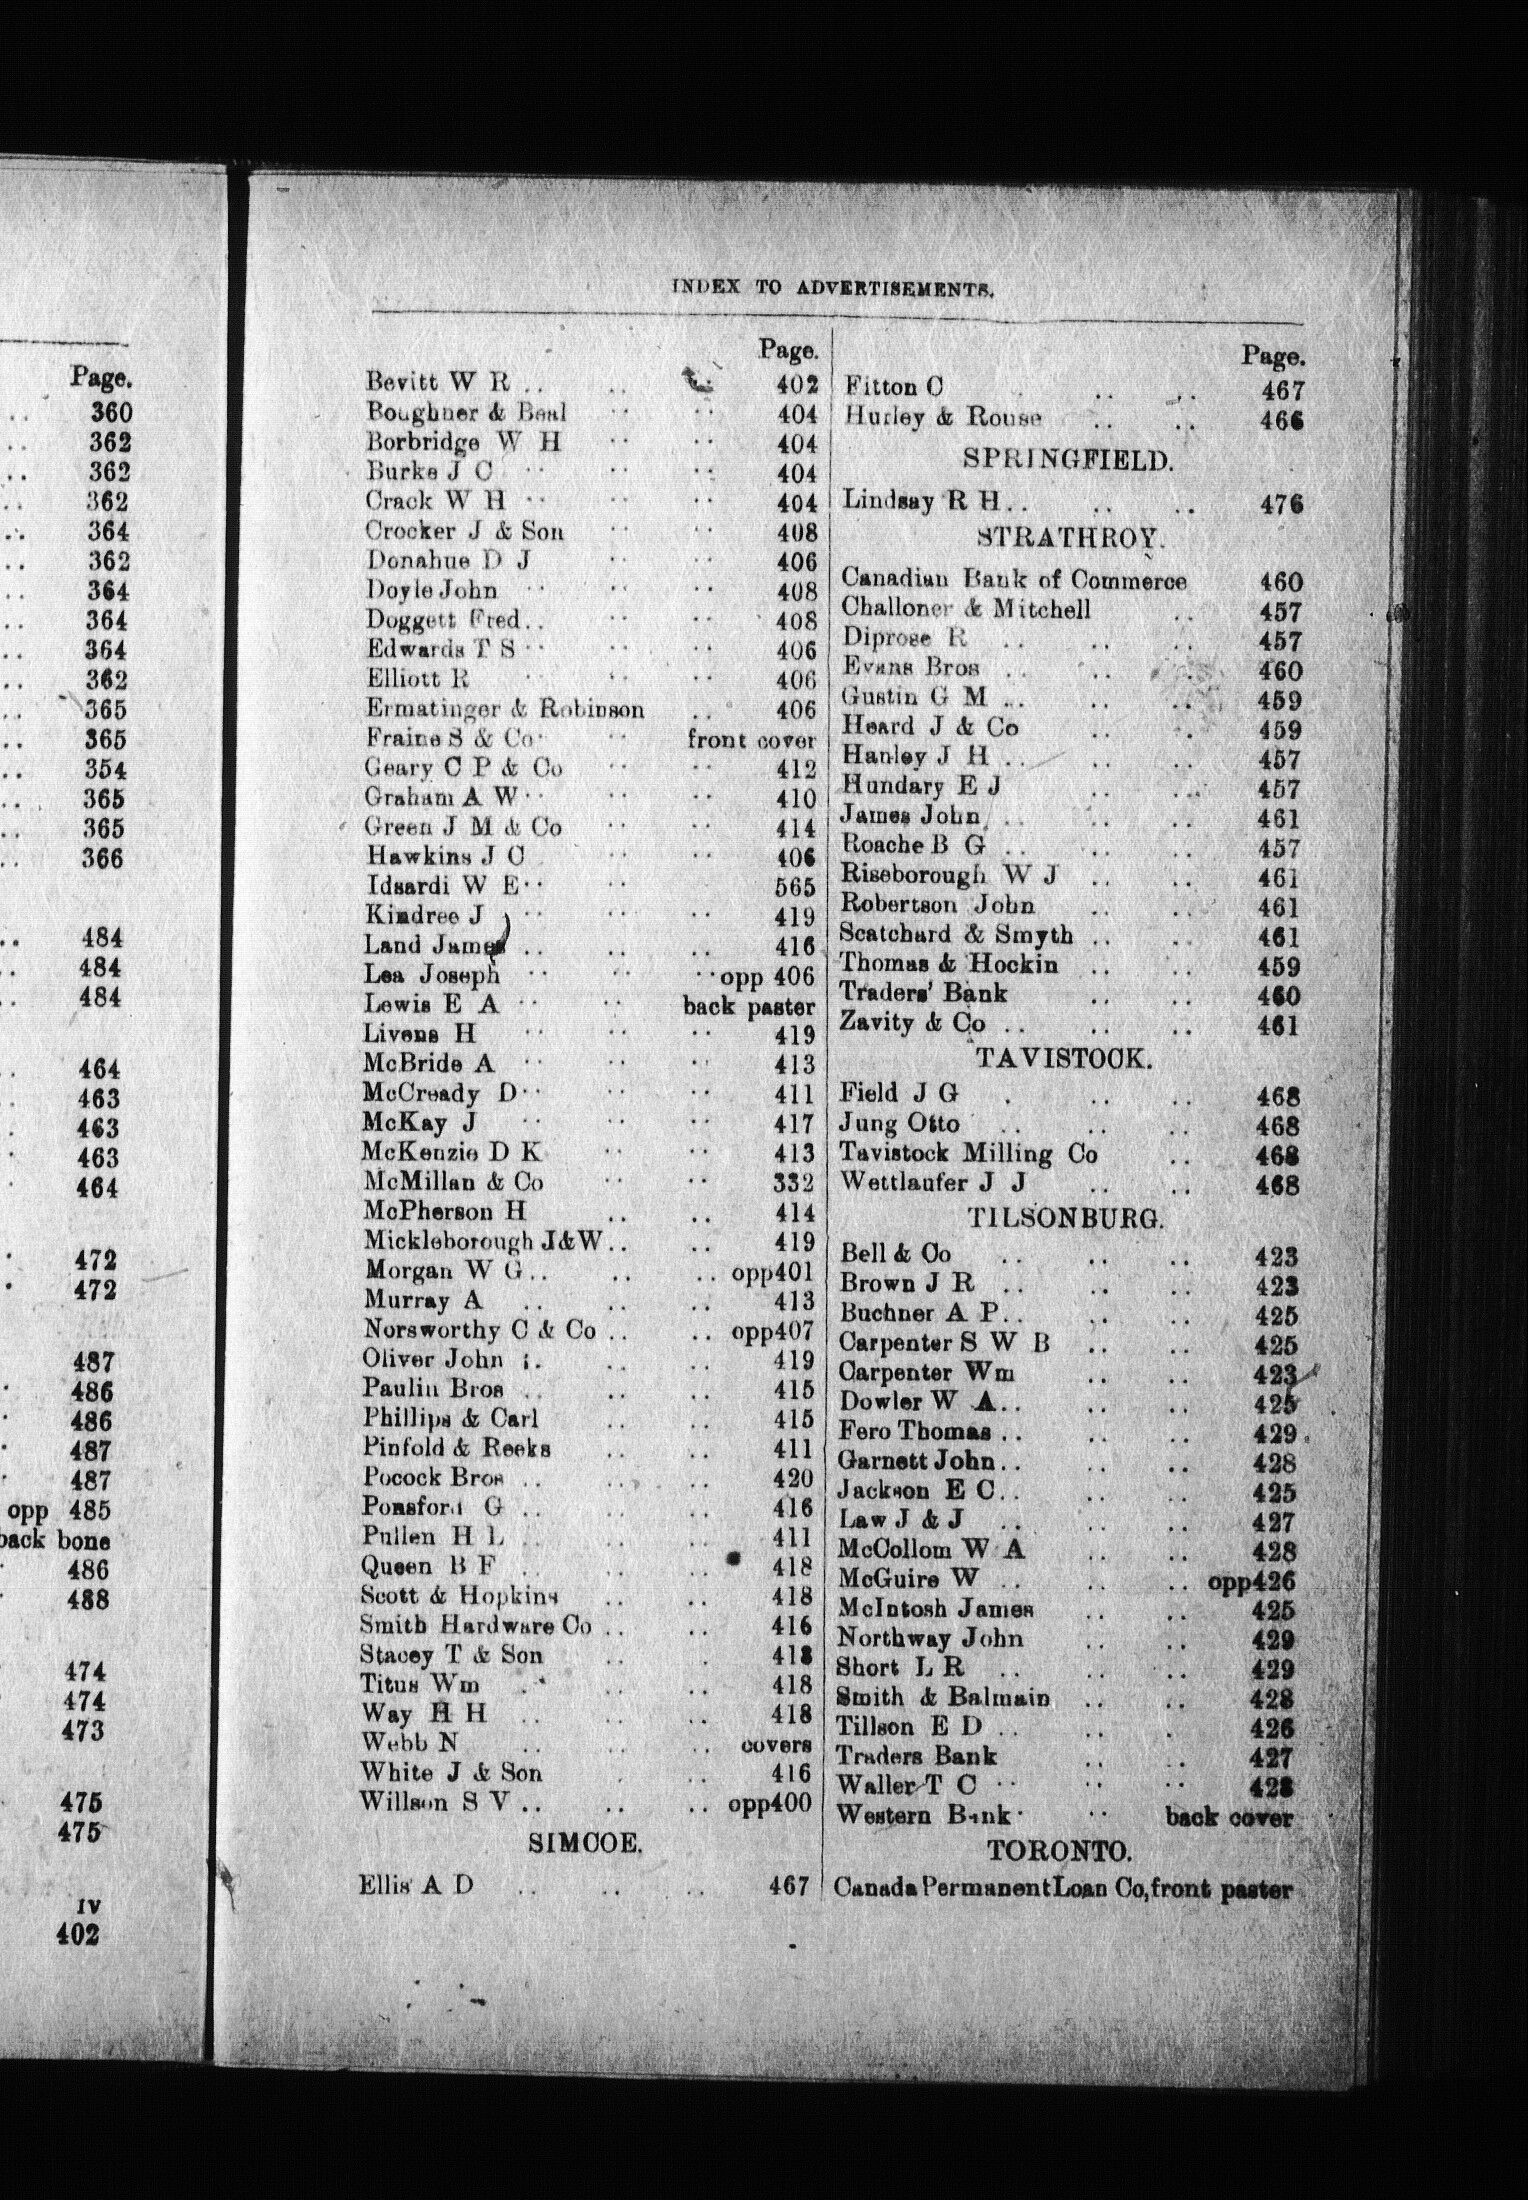 Page.
360
362
362
362
364
362
364
364
364
362
365
365
354
365
365
366
484
484
484
464
463
463
463
464
472
472
487
486
486
487
487
opp 485
back bone
486
488
474
474
473
475
475
IV
402
INDEX TO ADVERTISEMENTS.
Page.
Bevitt W R .. .. 402
Boughner & Beal .. .. 404
Borbridge W H .. .. 404
Burke J C .. .. .. 404
Crack W H .. .. .. 404
Crocker J & Son .. .. 408
Donahue D J .. .. 406
Doyle John .. .. .. 408
Doggett Fred.. .. .. 408
Edwards T S .. .. .. 406
Elliott R .. .. .. 406
Ermatinger & Robinson .. 406
Fraine S & Co .. front cover
Geary C P & Co .. .. 412
Graham A W .. .. .. 410
Green J M & Co .. .. 414
Hawkins J C .. .. 406
Idsardi W E .. .. 565
Kindree J .. .. .. 419
Land James .. .. .. 416
Lea Joseph .. .. .. opp 406
Lewis E A .. .. back paster
Livens H .. .. .. 419
McBride A .. .. .. 413
McCready D .. .. .. 411
McKay J .. .. .. 417
McKenzie D K .. .. 413
McMillan & Co .. .. 332
McPherson H .. .. 414
Mickleborough J&W.. .. 419
Morgan W G.. .. .. opp401
Murray A .. .. .. 413
Norsworthy C & Co .. .. opp407
Oliver John .. .. .. 419
Paulin Bros .. .. .. 415
Phillips & Carl .. .. 415
Pinfold & Reeks .. .. 411
Pocock Bros .. .. .. 420
Ponsford G .. .. .. 416
Pullen H L .. .. .. 411
Queen B F .. .. .. 418
Scott & Hopkins .. .. 418
Smith Hardware Co .. .. 416
Stacey T & Son .. . 418
Titus Wm .. .. .. 418
Way H H .. .. .. 418
Webb N .. .. .. covers
White J & Son . .. 416
Willson S V .. .. .. opp400
SIMCOE.
Ellis A D .. .. .. 467
Page.
Fitton C .. .. 467
Hurley & Rouse .. .. 466
SPRINGFIELD.
Lindsay R H.. .. .. 476
STRATHROY.
Canadian Bank of Commerce 460
Challoner & Mitchell .. 457
Diprose R .. .. .. 457
Evans Bros .. .. . 460
Gustin G M .. .. .. 459
Heard J & Co .. . 459
Hanley J H .. .. .. 457
Hundary E J .. .. 457
James John .. .. .. 461
Roache B G .. .. .. 457
Riseborough W J .. .. 461
Robertson John .. .. 461
Scatchard & Smyth .. .. 461
Thomas & Hockin .. .. 459
Traders' Bank .. .. 460
Zavity & Co .. .. .. 461
TAVISTOCK.
Field J G . .. .. 468
Jung Otto .. .. .. 468
Tavistock Milling Co .. 468
Wettlaufer J J .. .. 468
TILSONBURG.
Bell & Co .. .. .. 423
Brown J R .. .. .. 423
Buchner A P.. .. .. 425
Carpenter S W B .. .. 425
Carpenter Wm .. .. 423
Dowler W A.. .. .. 425
Fero Thomas .. .. .. 429
Garnett John.. .. .. 428
Jackson E C.. .. .. 425
Law J & J .. .. .. 427
McCollom W A .. .. 428
McGuire W .. .. .. opp426
McIntosh James .. .. 425
Northway John .. .. 429
Short L R .. .. .. 429
Smith & Balmain .. .. 428
Tillson E D .. .. . 426
Traders Bank .. .. 427
Waller T C .. .. .. 428
Western Bank .. back cover
TORONTO.
Canada Permanent Loan Co, front paster